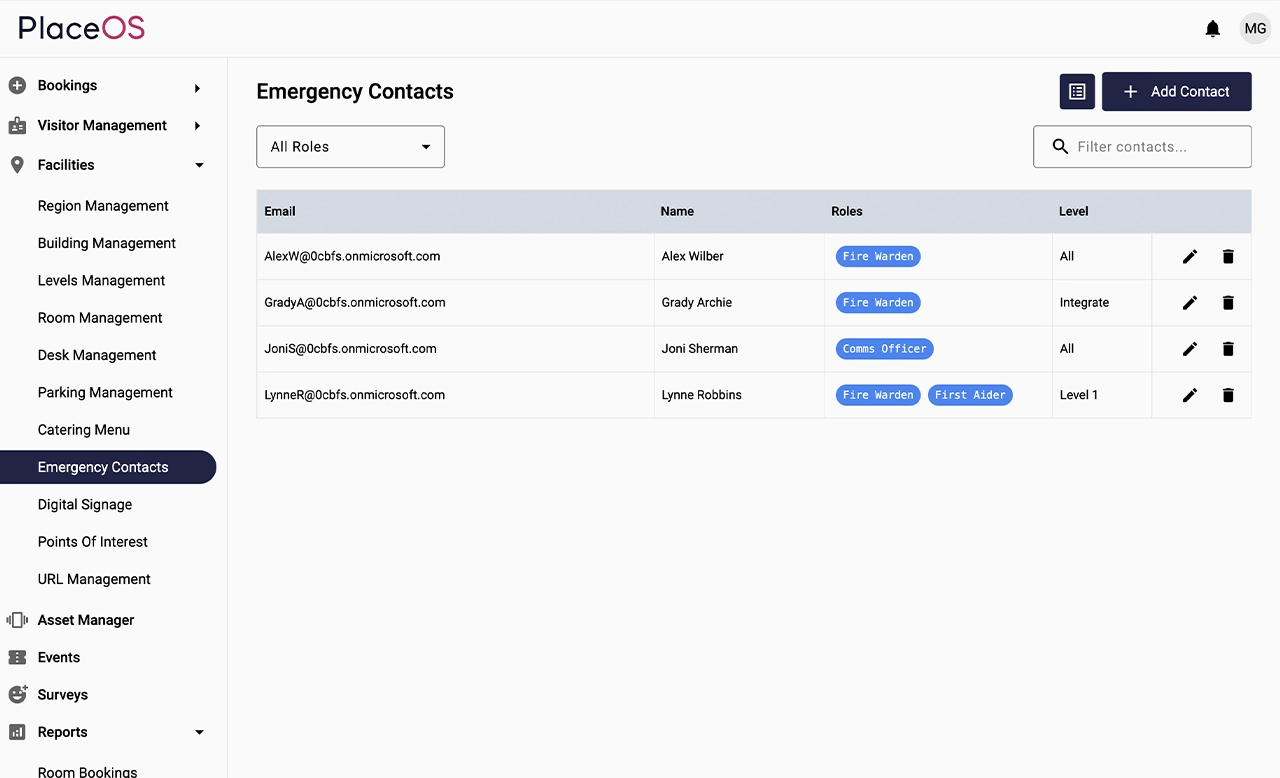 PlaceOS
MG
Bookings
Visitor Management
Facilities
Region Management
Building Management
Levels Management
Room Management
Desk Management
Parking Management
Catering Menu
Emergency Contacts
Digital Signage
Points Of Interest
URL Management
Asset Manager
Events
Surveys
Reports
Room Bookings
Emergency Contacts
Add Contact
All Roles
Filter contacts...
Email Name Roles Level
AlexW@0cbfs.onmicrosoft.com Alex Wilber Fire Warden All
GradyA@0cbfs.onmicrosoft.com Grady Archie Fire Warden Integrate
JoniS@0cbfs.onmicrosoft.com Joni Sherman Comms Officer All
LynneR@0cbfs.onmicrosoft.com Lynne Robbins Fire Warden First Aider Level 1